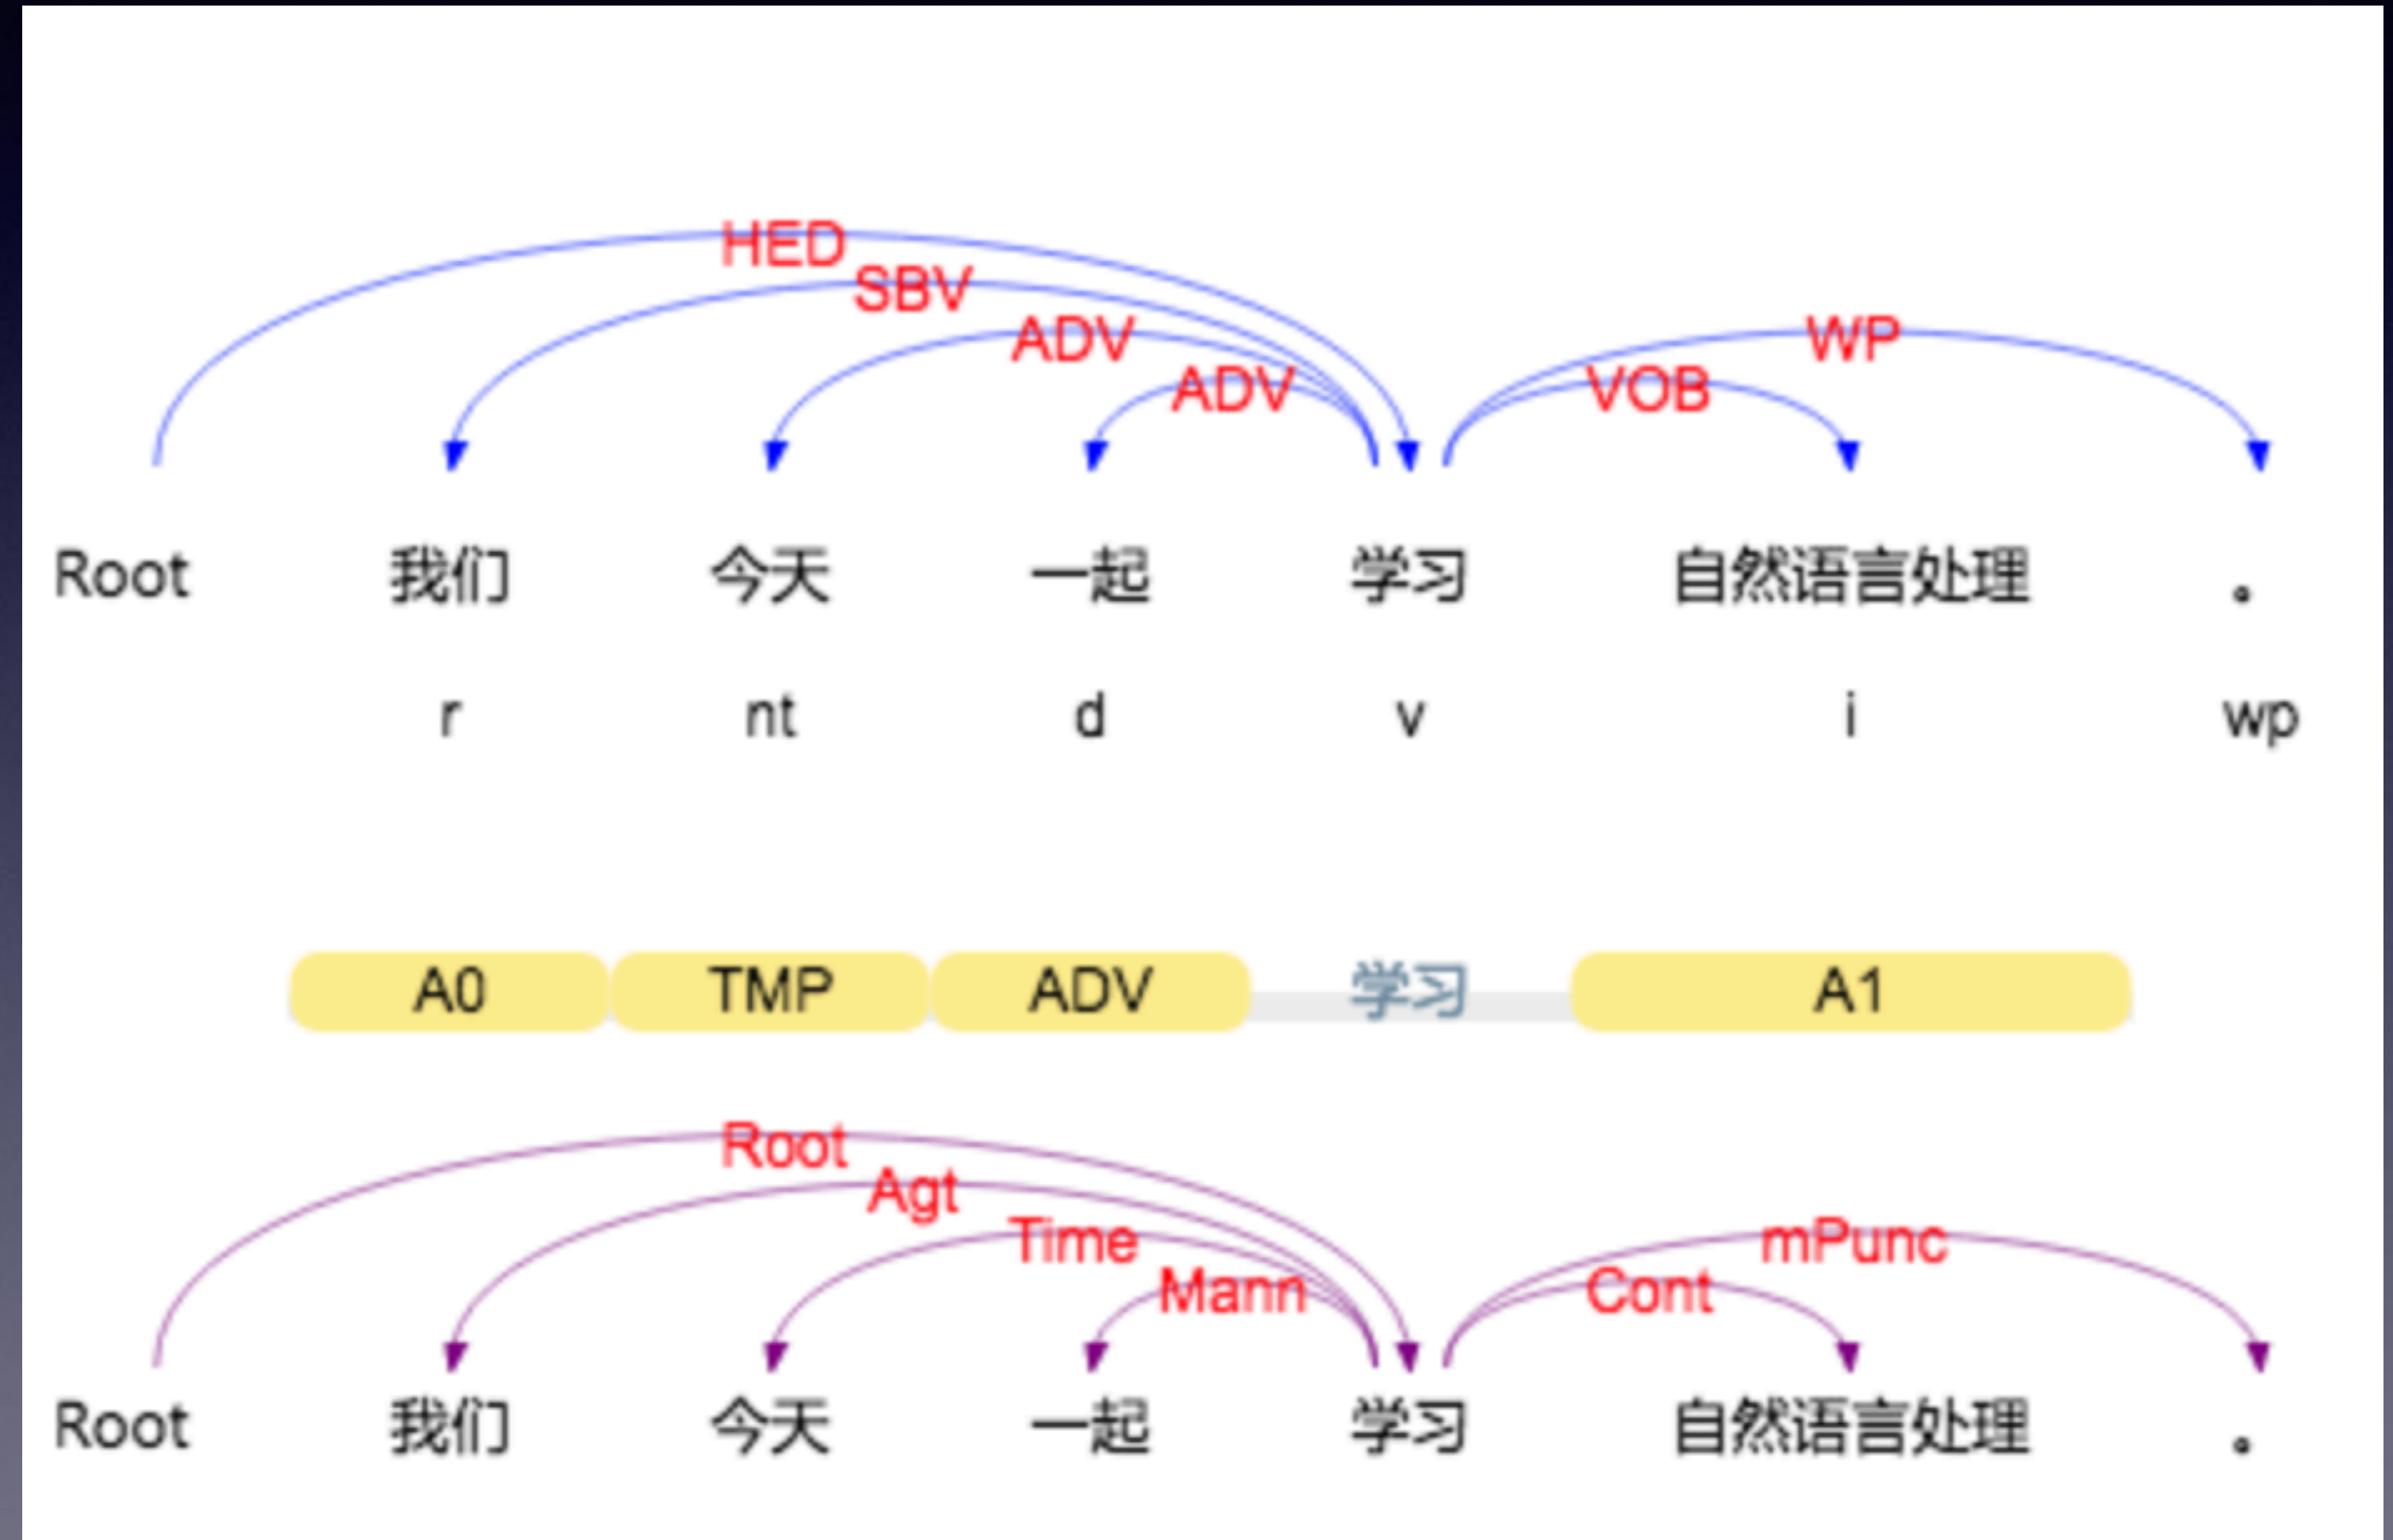 HED
SBV
ADV WP
ADV VOB
Root 我们 今天 一起 学习 自然语言处理 。
r nt d v i wp
A0 TMP ADV 学习 A1
Root
Agt
Time mPunc
Mann Cont
Root 我们 今天 一起 学习 自然语言处理 。